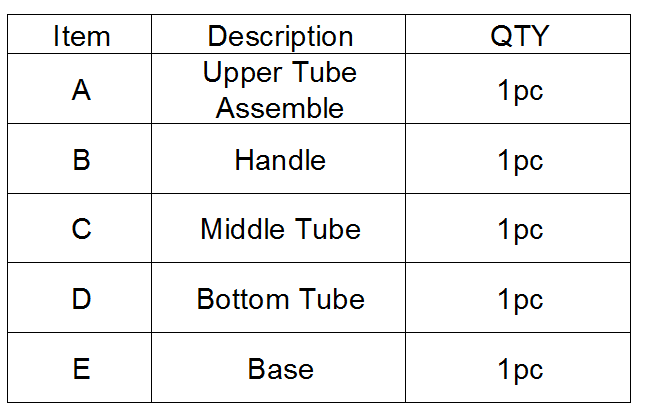 Item Description QTY
A Upper Tube Assemble 1pc
B Handle 1pc
C Middle Tube 1pc
D Bottom Tube 1pc
E Base 1pc